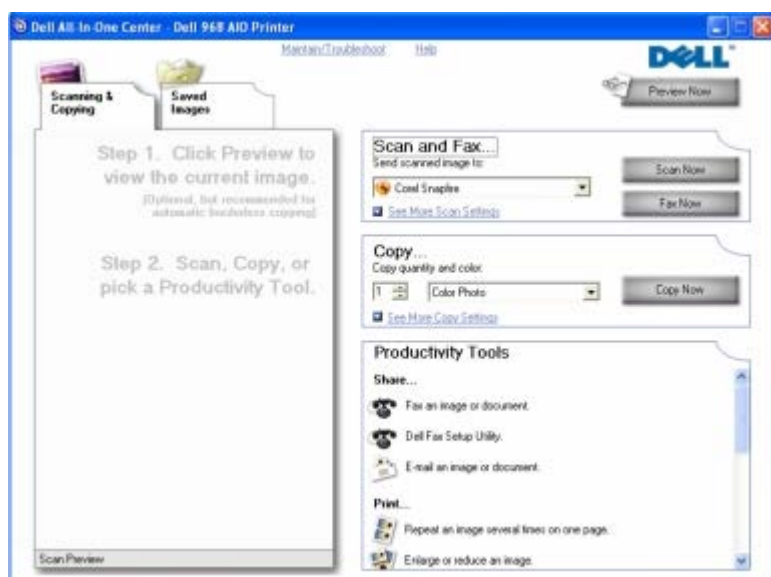 Dell All-In-One Center - Dell 968 AIO Printer
Maintain/Troubleshoot Help
DELL
Preview Now
Scanning &
Copying
Saved
Images
Step 1. Click Preview to
view the current image.
(Optional, but recommended for
automatic borderless copying)
Step 2. Scan, Copy, or
pick a Productivity Tool.
Scan Preview
Scan and Fax...
Send scanned image to:
Corel Snapfire
See More Scan Settings
Scan Now
Fax Now
Copy...
Copy quantity and color:
1 Color Photo
See More Copy Settings
Copy Now
Productivity Tools
Share...
Fax an image or document.
Dell Fax Setup Utility.
E-mail an image or document.
Print...
Repeat an image several times on one page.
Enlarge or reduce an image.